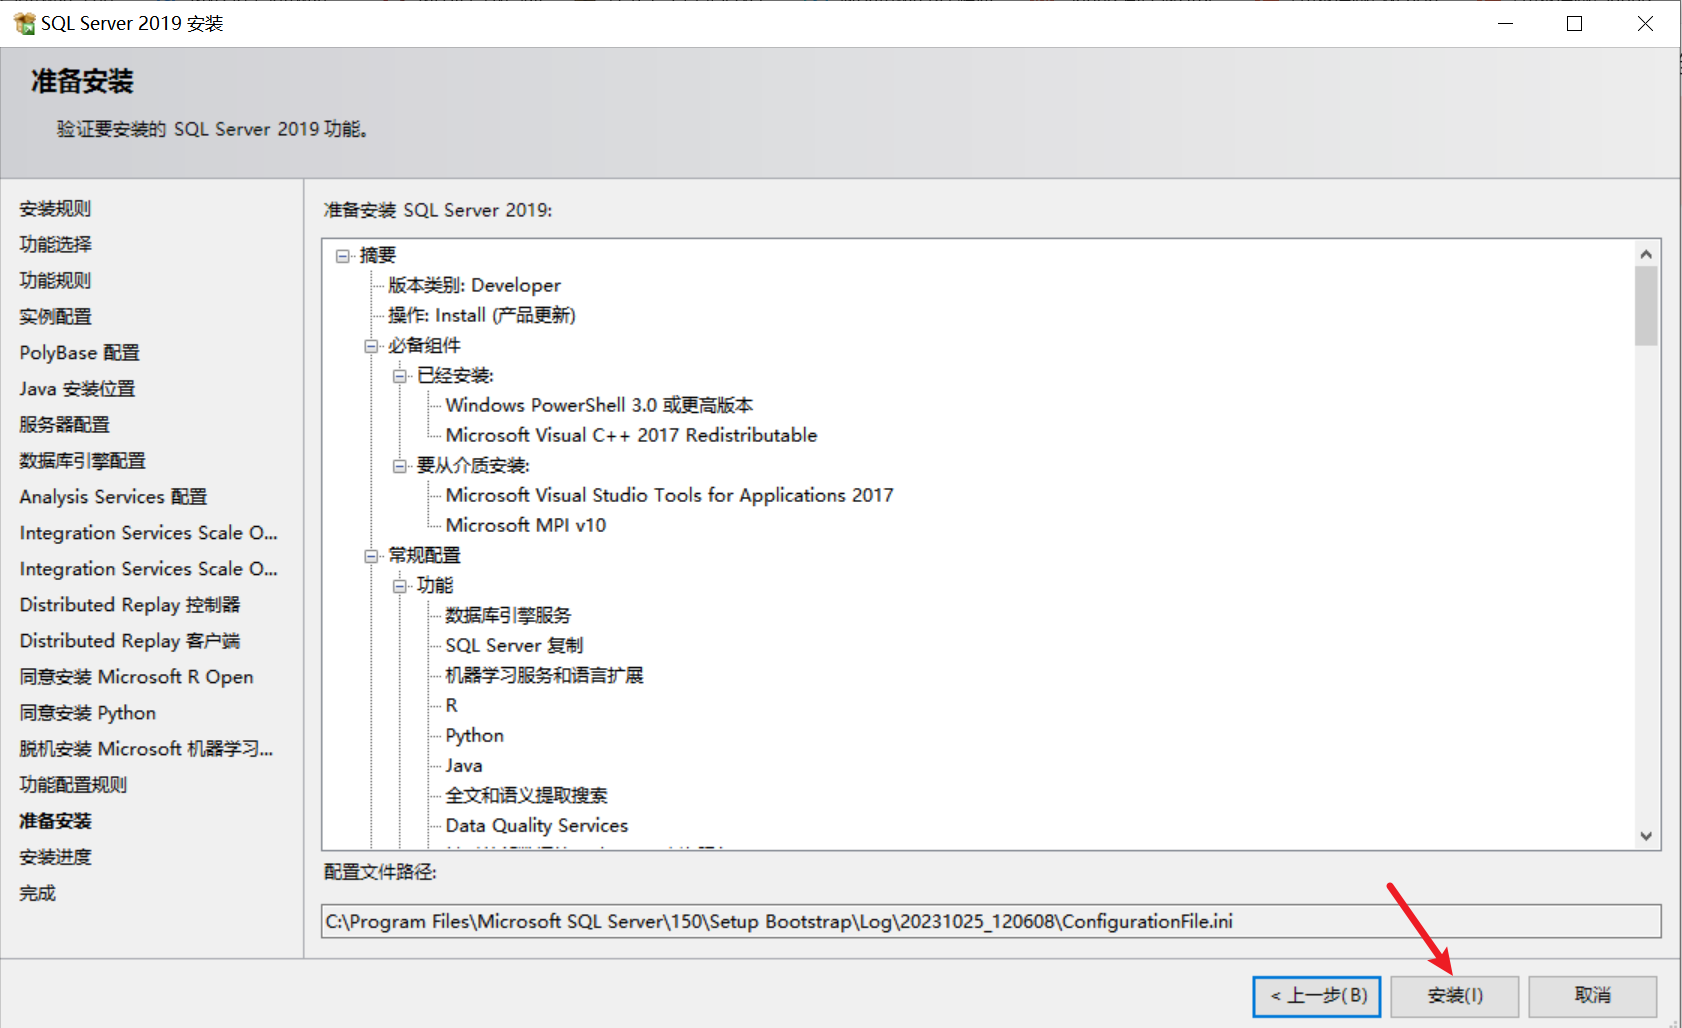 SQL Server 2019 安装
准备安装
验证要安装的 SQL Server 2019 功能。
安装规则
功能选择
功能规则
实例配置
PolyBase 配置
Java 安装位置
服务器配置
数据库引擎配置
Analysis Services 配置
Integration Services Scale O...
Integration Services Scale O...
Distributed Replay 控制器
Distributed Replay 客户端
同意安装 Microsoft R Open
同意安装 Python
脱机安装 Microsoft 机器学习...
功能配置规则
准备安装
安装进度
完成
准备安装 SQL Server 2019:
摘要
版本类别: Developer
操作: Install (产品更新)
必备组件
已经安装:
Windows PowerShell 3.0 或更高版本
Microsoft Visual C++ 2017 Redistributable
要从介质安装:
Microsoft Visual Studio Tools for Applications 2017
Microsoft MPI v10
常规配置
功能
数据库引擎服务
SQL Server 复制
机器学习服务和语言扩展
R
Python
Java
全文和语义提取搜索
Data Quality Services
配置文件路径:
C:\Program Files\Microsoft SQL Server\150\Setup Bootstrap\Log\20231025_120608\ConfigurationFile.ini
< 上一步(B)
安装(I)
取消